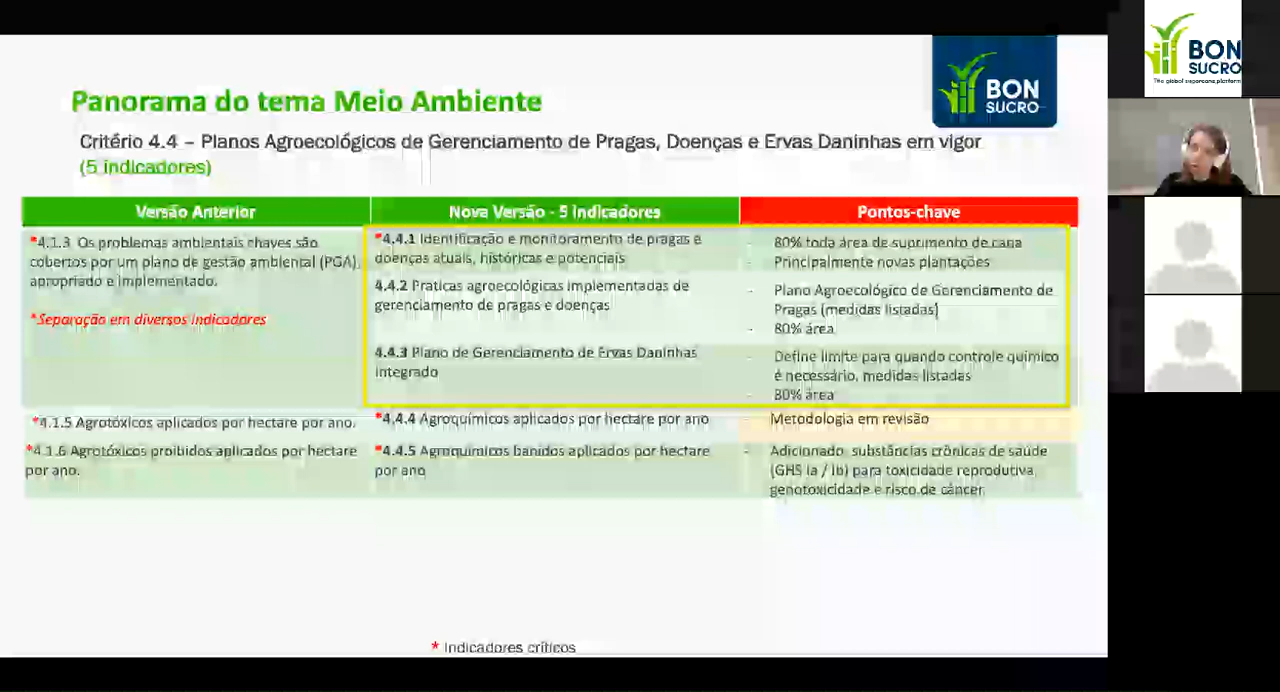 BON
SUCRO
The global sugarcane platform
BON
SUCRO
Panorama do tema Meio Ambiente
Critério 4.4 – Planos Agroecológicos de Gerenciamento de Pragas, Doenças e Ervas Daninhas em vigor
(5 indicadores)
Versão Anterior
Nova Versão - 5 Indicadores
Pontos-chave
*4.1.3 Os problemas ambientais chaves são
cobertos por um plano de gestão ambiental (PGA),
apropriado e implementado.
*Separação em diversos indicadores
*4.4.1 Identificação e monitoramento de pragas e
doenças atuais, históricas e potenciais
- 80% toda área de suprimento de cana
- Principalmente novas plantações
4.4.2 Praticas agroecológicas implementadas de
gerenciamento de pragas e doenças
- Plano Agroecológico de Gerenciamento de
Pragas (medidas listadas)
- 80% área
4.4.3 Plano de Gerenciamento de Ervas Daninhas
integrado
- Define limite para quando controle químico
é necessário, medidas listadas
- 80% área
*4.1.5 Agrotóxicos aplicados por hectare por ano.
*4.4.4 Agroquímicos aplicados por hectare por ano
Metodologia em revisão
*4.1.6 Agrotóxicos proibidos aplicados por hectare
por ano.
*4.4.5 Agroquímicos banidos aplicados por hectare
por ano
- Adicionado substâncias crônicas de saúde
(GHS Ia / Ib) para toxicidade reprodutiva,
genotoxicidade e risco de câncer.
* Indicadores críticos